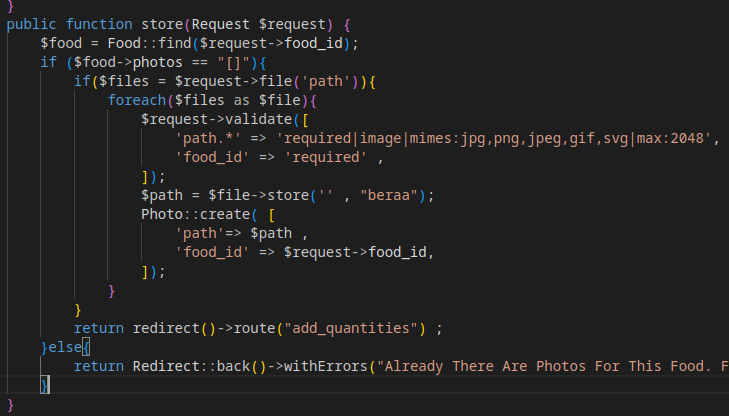 }
public function store(Request $request) {
    $food = Food::find($request->food_id);
    if ($food->photos == "[]"){
        if($files = $request->file('path')){
            foreach($files as $file){
                $request->validate([
                    'path.*' => 'required|image|mimes:jpg,png,jpeg,gif,svg|max:2048',
                    'food_id' => 'required' ,
                ]);
                $path = $file->store('' , "beraa");
                Photo::create( [
                    'path'=> $path ,
                    'food_id' => $request->food_id,
                ]);
            }
        }
        return redirect()->route("add_quantities") ;
    }else{
        return Redirect::back()->withErrors("Already There Are Photos For This Food. F
    }
}